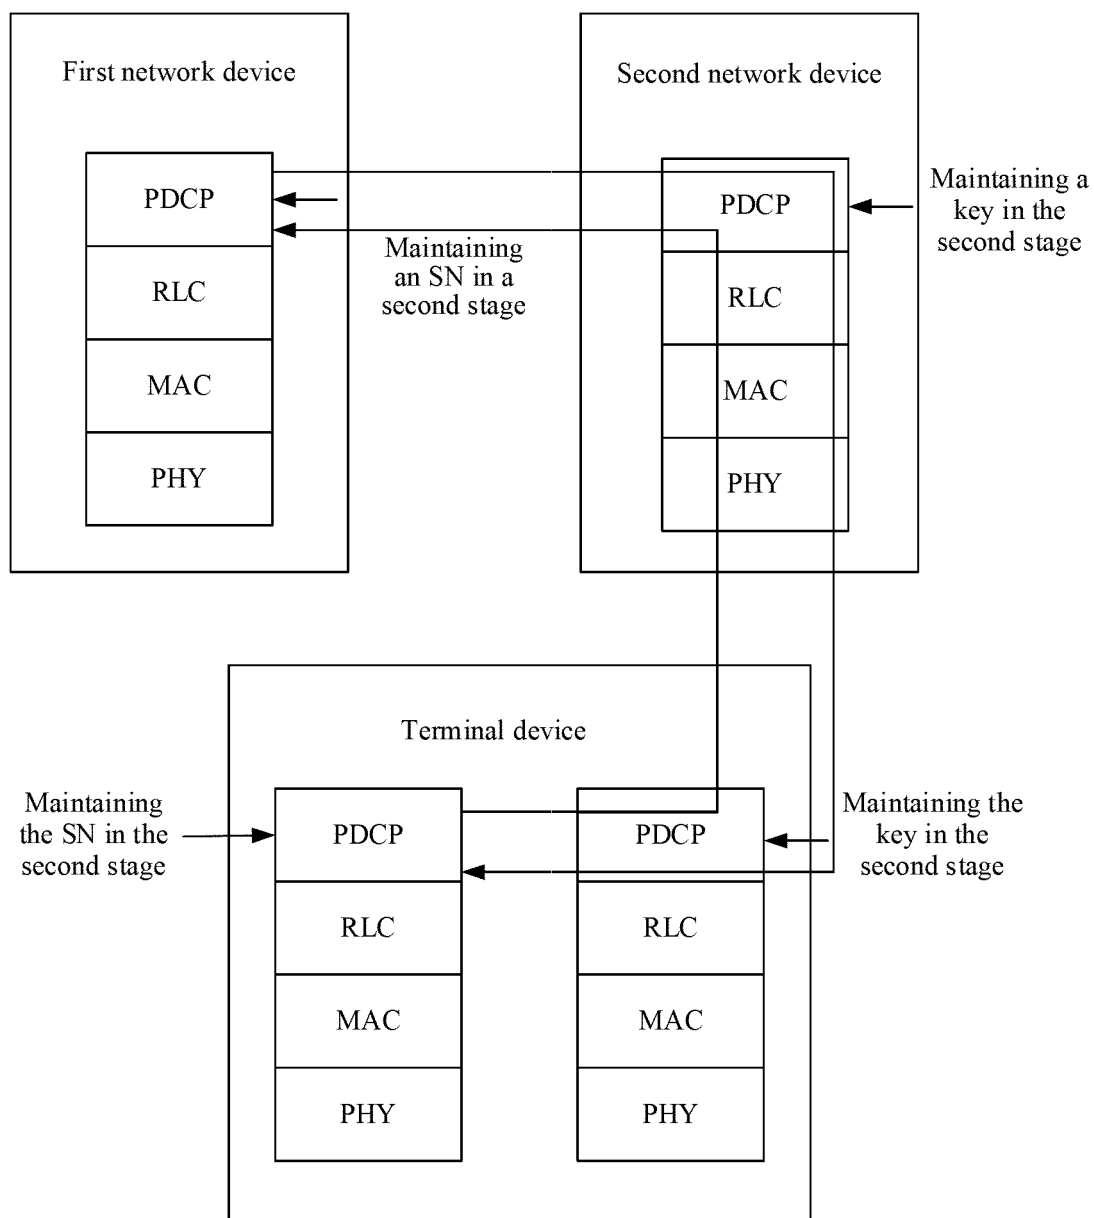 First network device
PDCP
RLC
MAC
PHY
Maintaining
an SN in a
second stage
Second network device
PDCP
RLC
MAC
PHY
Maintaining a
key in the
second stage
Terminal device
Maintaining
the SN in the
second stage
PDCP
RLC
MAC
PHY
PDCP
RLC
MAC
PHY
Maintaining the
key in the
second stage